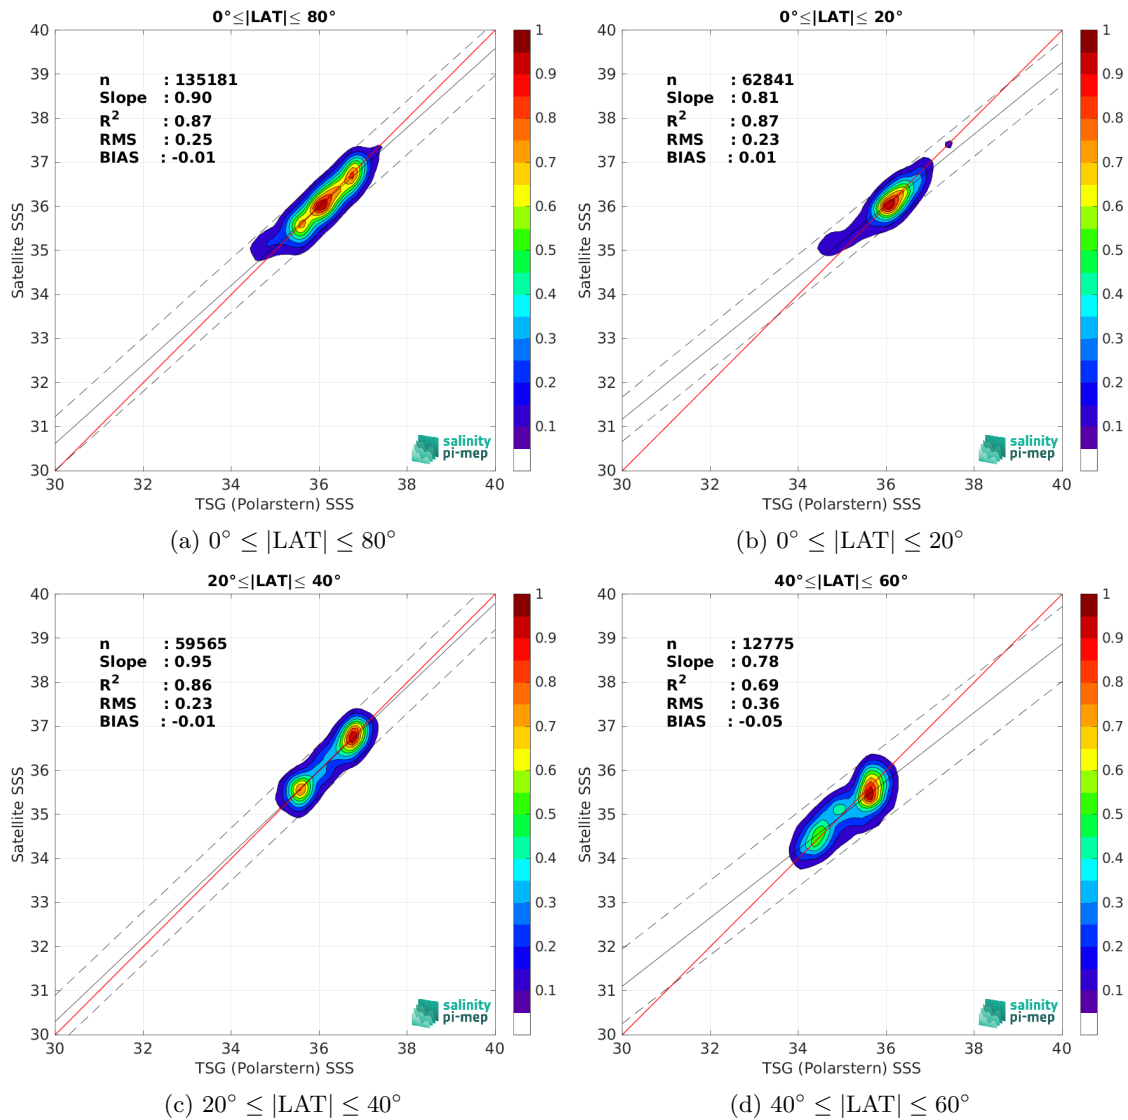 0°≤|LAT|≤ 80°
40
39
38
37
36
35
34
33
32
31
30
30 32 34 36 38 40
Satellite SSS
TSG (Polarstern) SSS
n : 135181
Slope : 0.90
R² : 0.87
RMS : 0.25
BIAS : -0.01
salinity
pi-mep
1
0.9
0.8
0.7
0.6
0.5
0.4
0.3
0.2
0.1
(a) 0° ≤ |LAT| ≤ 80°
0°≤|LAT|≤ 20°
40
39
38
37
36
35
34
33
32
31
30
30 32 34 36 38 40
Satellite SSS
TSG (Polarstern) SSS
n : 62841
Slope : 0.81
R² : 0.87
RMS : 0.23
BIAS : 0.01
salinity
pi-mep
1
0.9
0.8
0.7
0.6
0.5
0.4
0.3
0.2
0.1
(b) 0° ≤ |LAT| ≤ 20°
20°≤|LAT|≤ 40°
40
39
38
37
36
35
34
33
32
31
30
30 32 34 36 38 40
Satellite SSS
TSG (Polarstern) SSS
n : 59565
Slope : 0.95
R² : 0.86
RMS : 0.23
BIAS : -0.01
salinity
pi-mep
1
0.9
0.8
0.7
0.6
0.5
0.4
0.3
0.2
0.1
(c) 20° ≤ |LAT| ≤ 40°
40°≤|LAT|≤ 60°
40
39
38
37
36
35
34
33
32
31
30
30 32 34 36 38 40
Satellite SSS
TSG (Polarstern) SSS
n : 12775
Slope : 0.78
R² : 0.69
RMS : 0.36
BIAS : -0.05
salinity
pi-mep
1
0.9
0.8
0.7
0.6
0.5
0.4
0.3
0.2
0.1
(d) 40° ≤ |LAT| ≤ 60°